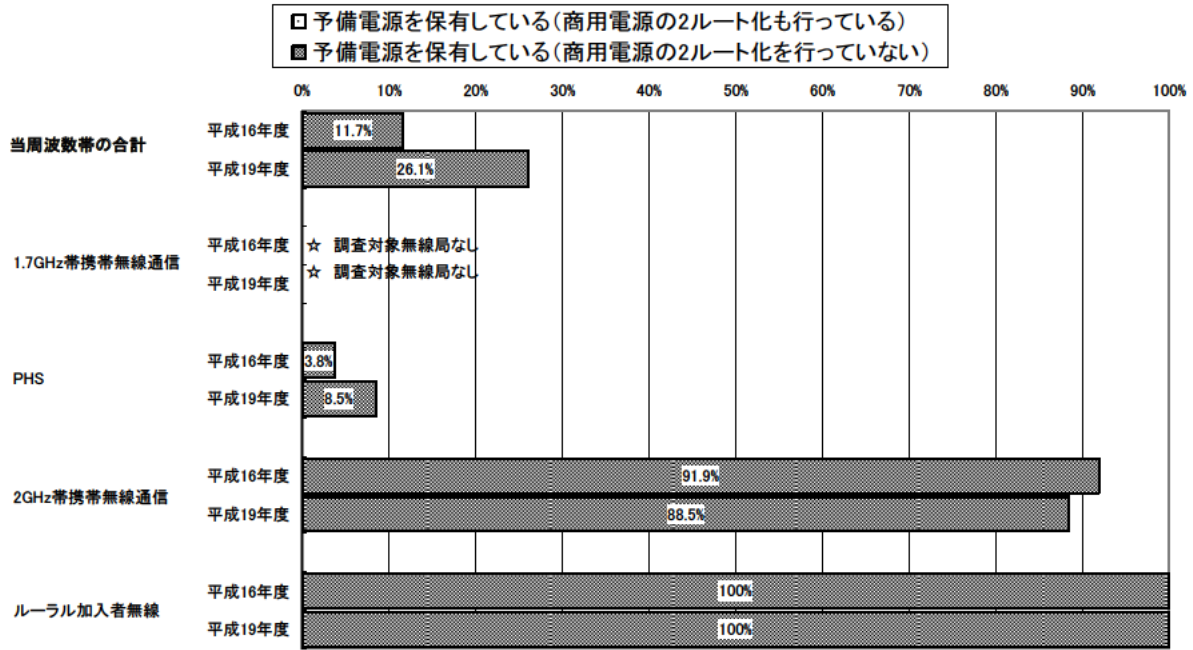 予備電源を保有している(商用電源の2ルート化も行っている)
予備電源を保有している(商用電源の2ルート化を行っていない)
0% 10% 20% 30% 40% 50% 60% 70% 80% 90% 100%
当周波数帯の合計
平成16年度 11.7%
平成19年度 26.1%
1.7GHz帯携帯無線通信
平成16年度 ☆ 調査対象無線局なし
平成19年度 ☆ 調査対象無線局なし
PHS
平成16年度 3.8%
平成19年度 8.5%
2GHz帯携帯無線通信
平成16年度 91.9%
平成19年度 88.5%
ルーラル加入者無線
平成16年度 100%
平成19年度 100%